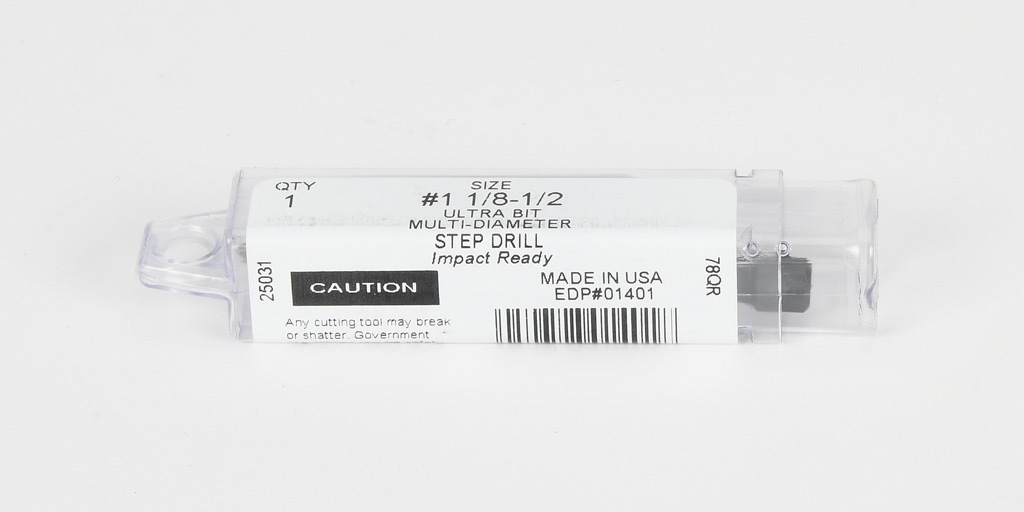 QTY
1
SIZE
#1 1/8-1/2
ULTRA BIT
MULTI-DIAMETER
STEP DRILL
Impact Ready
25031
CAUTION
Any cutting tool may break
or shatter. Government
MADE IN USA
EDP#01401
78QR